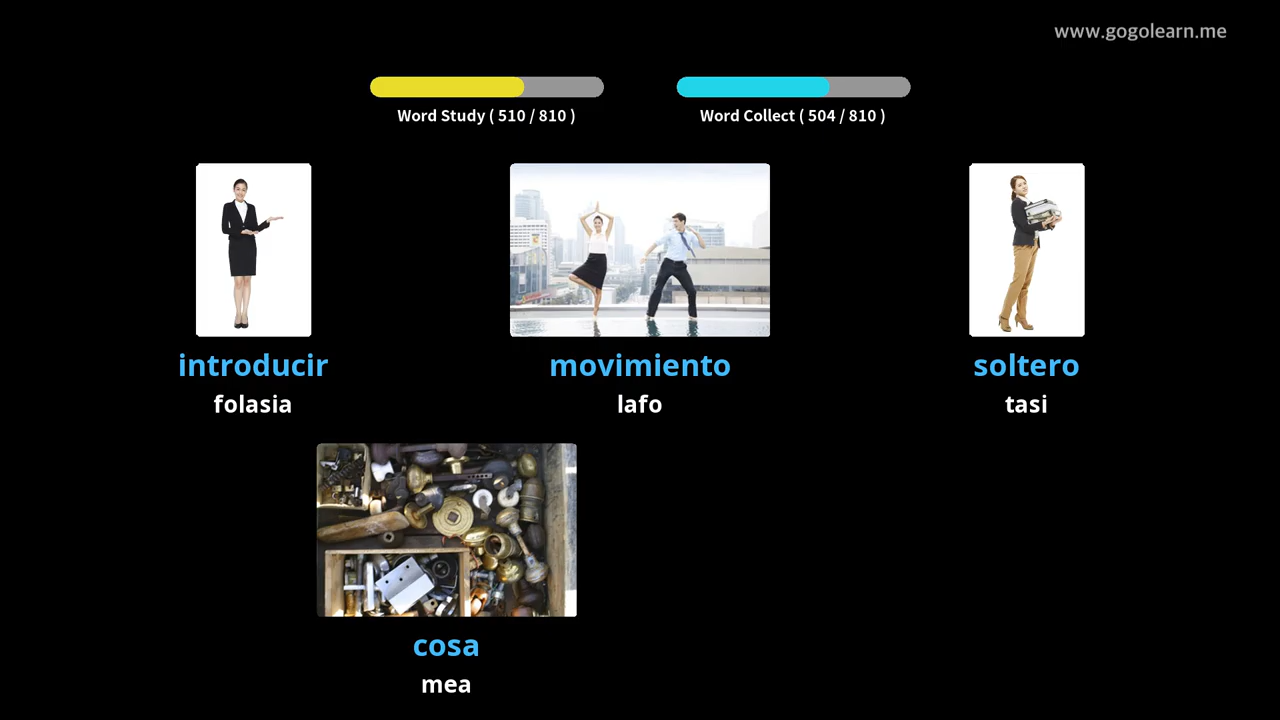 www.gogolearn.me
Word Study ( 510 / 810 )
Word Collect ( 504 / 810 )
introducir
folasia
movimiento
lafo
soltero
tasi
cosa
mea